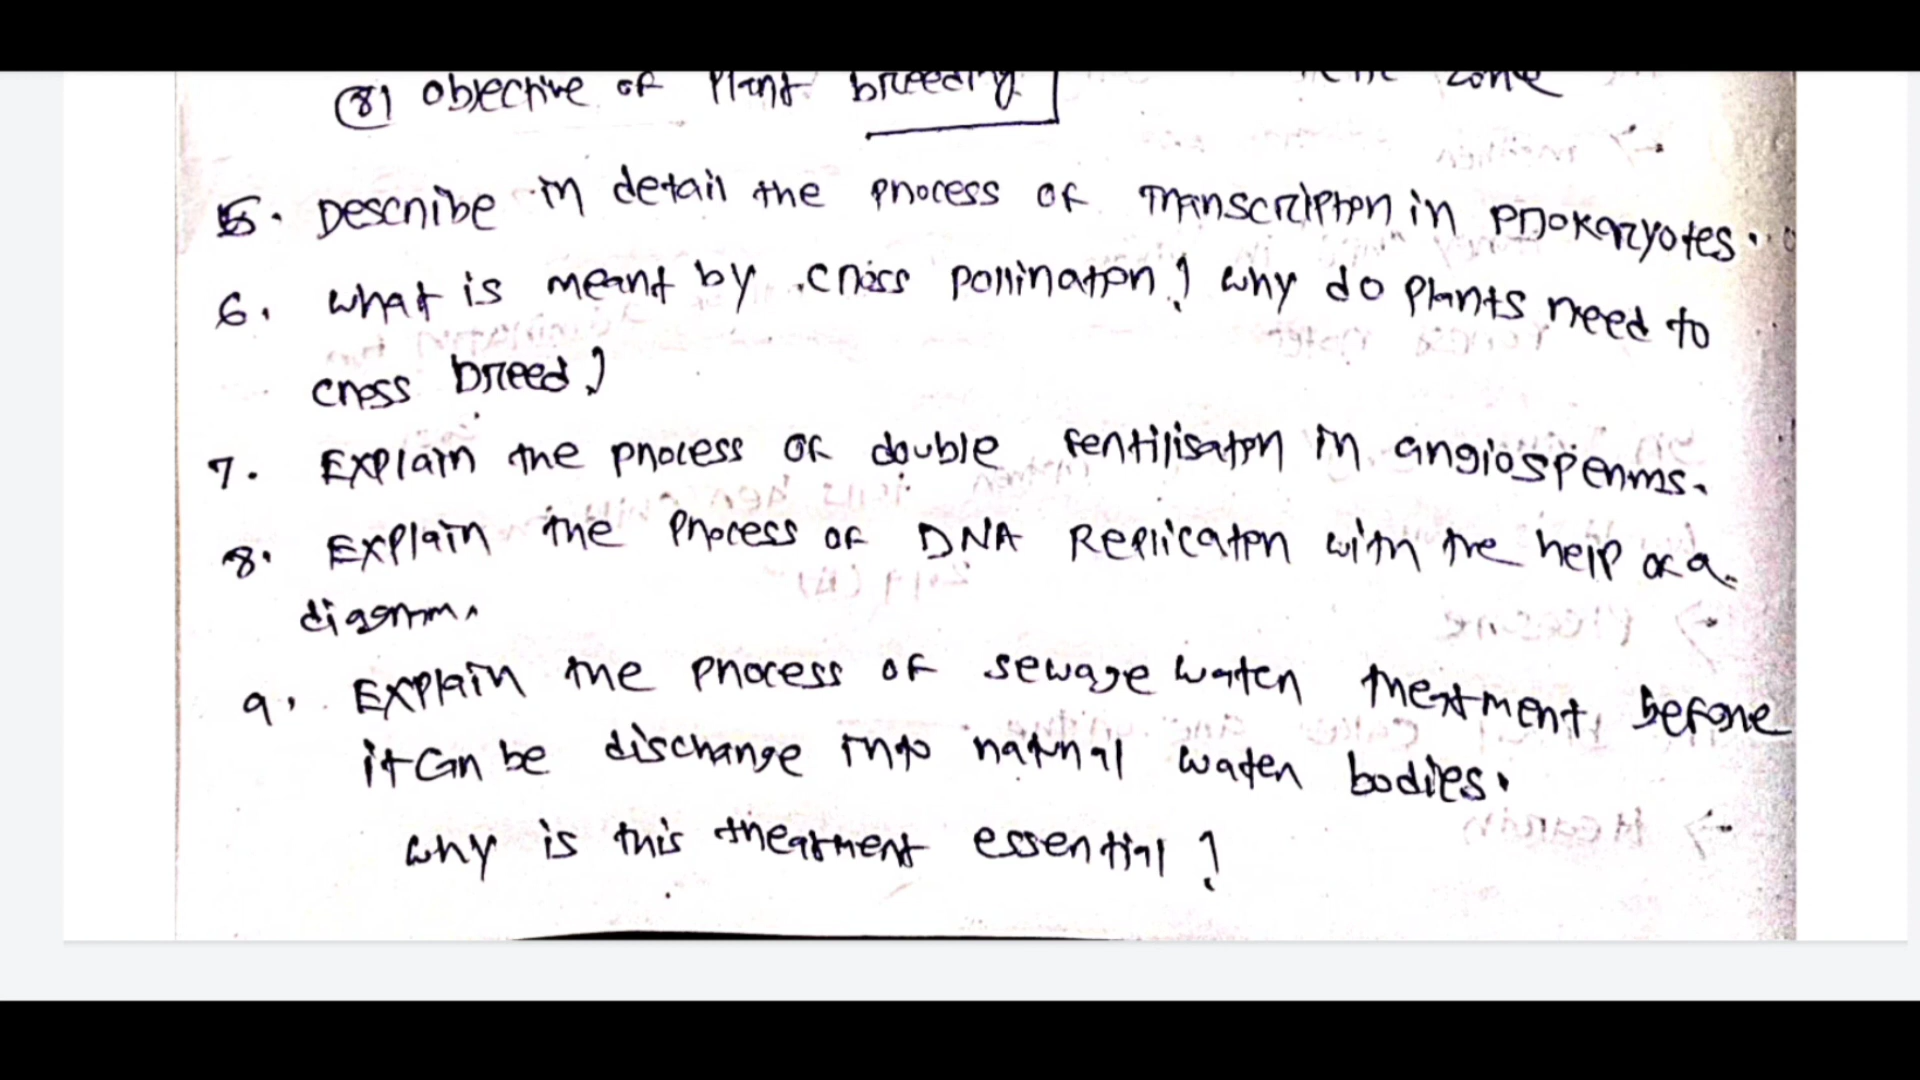 (8) objective of Plant breeding
zone
5. Describe in detail the process of Transcription in prokaryotes.
6. what is meant by cross pollination? why do plants need to
cross breed?
7. Explain the process of double fertilisation in angiosperms.
8. Explain the process of DNA Replication with the help of a
diagram.
9. Explain the process of sewage water treatment, before
it can be discharge into natural water bodies.
why is this treatment essential?